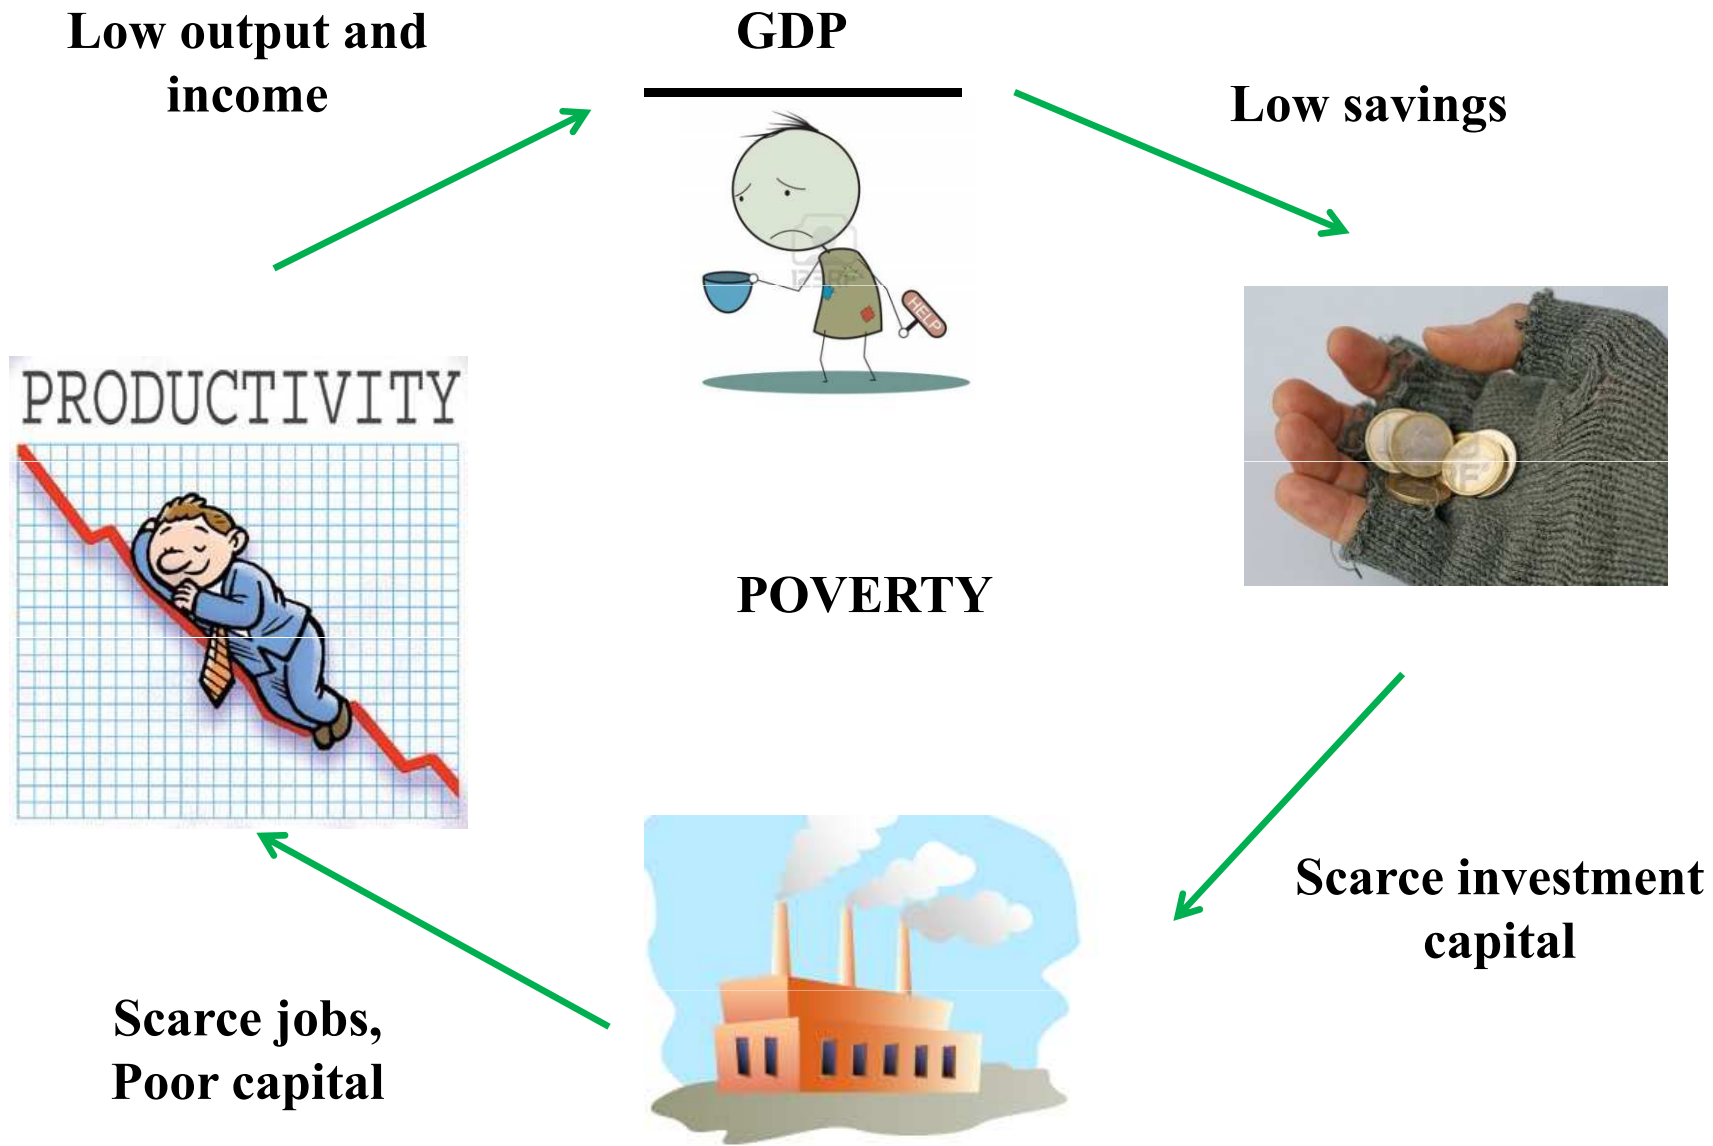 Low output and
income
GDP
Low savings
HELP
PRODUCTIVITY
POVERTY
Scarce investment
capital
Scarce jobs,
Poor capital